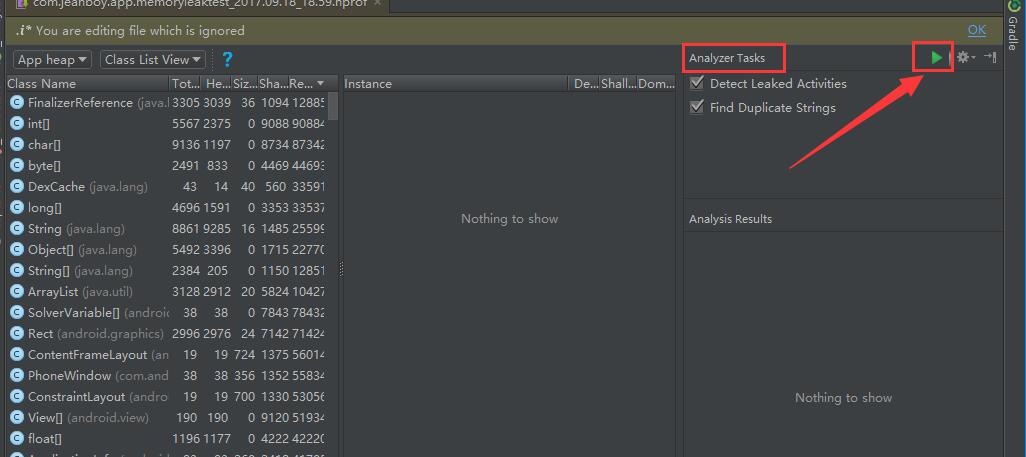 com.jeanboy.app.memoryleaktest_2017.09.18_18.59.hprof ×
.i* You are editing file which is ignored OK
App heap Class List View ?
Analyzer Tasks
Class Name Tot... He... Siz... Sha... Re...
Instance De... Shall... Dom...
Detect Leaked Activities
Find Duplicate Strings
FinalizerReference (java.l 3305 3039 36 1094 12885
int[] 5567 2375 0 9088 90884
char[] 9136 1197 0 8734 87342
byte[] 2491 833 0 4469 44693
DexCache (java.lang) 43 14 40 560 33591
long[] 4696 1591 0 3353 33537
String (java.lang) 8861 9285 16 1485 25599
Object[] (java.lang) 5492 3396 0 1715 22770
String[] (java.lang) 2384 205 0 1150 12851
ArrayList (java.util) 3128 2912 20 5824 10427
SolverVariable[] (android 38 38 0 7843 78432
Rect (android.graphics) 2996 2976 24 7142 71424
ContentFrameLayout (an 19 19 724 1375 56014
PhoneWindow (com.and 38 38 356 1352 55834
ConstraintLayout (andro 19 19 700 1330 53056
View[] (android.view) 190 190 0 9120 51934
float[] 1196 1177 0 4222 42220
Nothing to show
Analysis Results
Nothing to show
Gradle